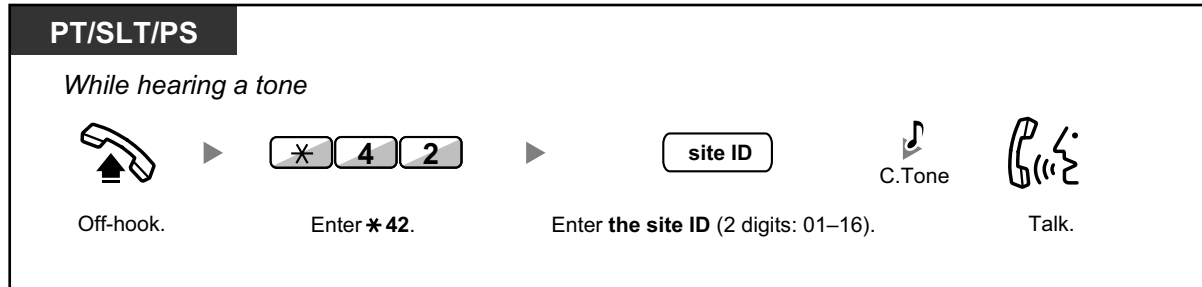 PT/SLT/PS
While hearing a tone
* 4 2 site ID C.Tone
Off-hook. Enter *42. Enter the site ID (2 digits: 01–16). Talk.